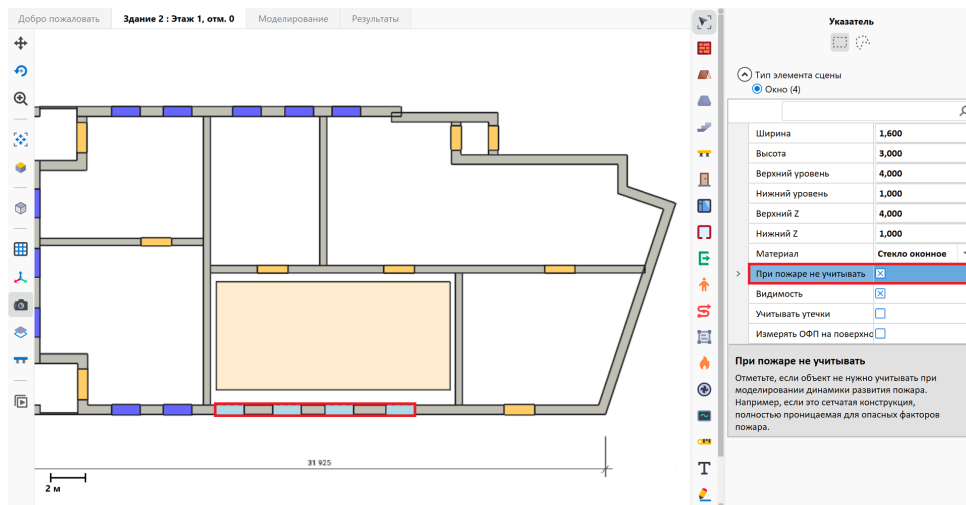 Добро пожаловать
Здание 2 : Этаж 1, отм. 0
Моделирование
Результаты
31 925
2 м
T
Указатель
Тип элемента сцены
Окно (4)
Ширина 1,600
Высота 3,000
Верхний уровень 4,000
Нижний уровень 1,000
Верхний Z 4,000
Нижний Z 1,000
Материал Стекло оконное
При пожаре не учитывать
Видимость
Учитывать утечки
Измерять ОФП на поверхно
При пожаре не учитывать
Отметьте, если объект не нужно
учитывать при
моделировании динамики развития пожара.
Например, если это сетчатая конструкция,
полностью проницаемая для опасных факторов
пожара.